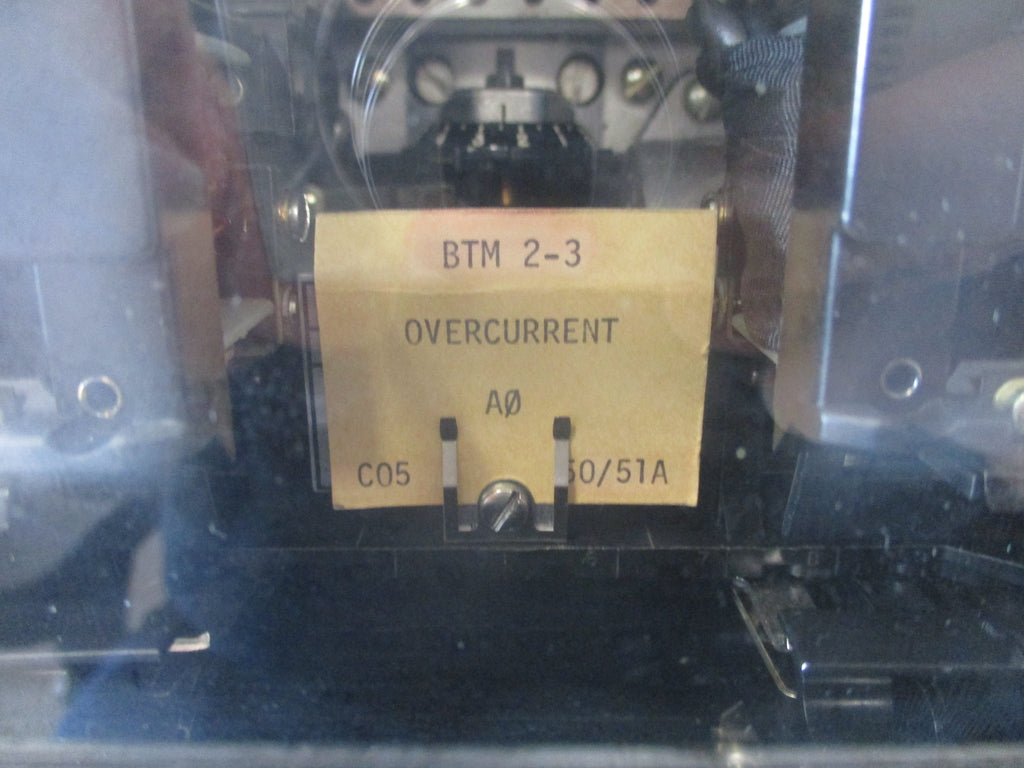 BTM 2-3
OVERCURRENT
AØ
CO5 50/51A